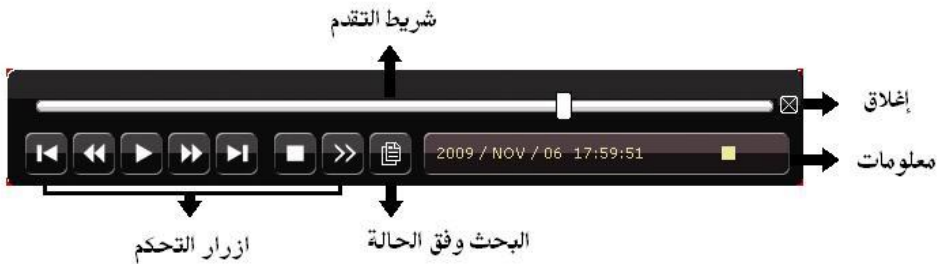 شريط التقدم
إغلاق
2009 / NOV / 06 17:59:51
معلومات
ازرار التحكم
البحث وفق الحالة